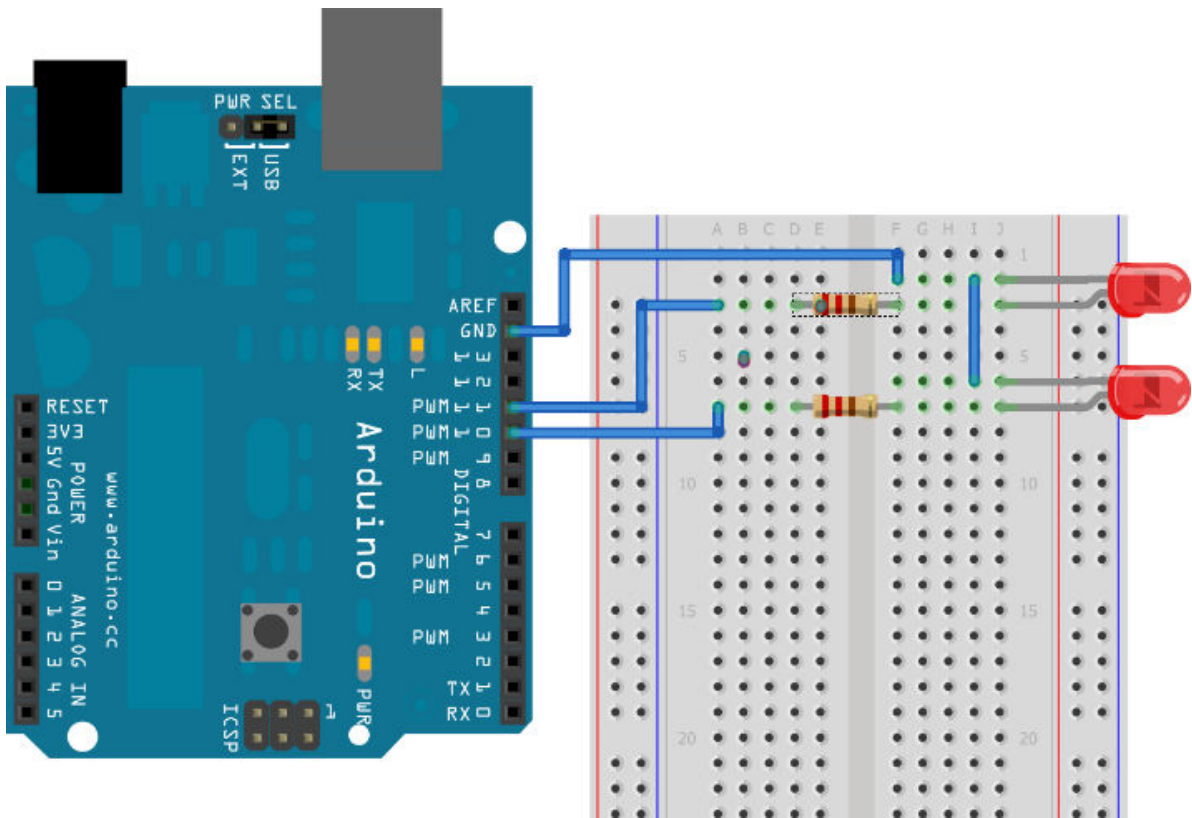 PWR SEL
EXT
USB
A B C D E F G H I J
1 1
AREF
GND
13
12
PWM 11
PWM 10
PWM 9
8
RX
TX
L
5 5
RESET
3V3
5V
Gnd
Vin
POWER
www.arduino.cc
Arduino
DIGITAL
10 10
7
PWM 6
PWM 5
4
PWM 3
2
TX 1
RX 0
0
1
2
3
4
5
ANALOG IN
15 15
PWR
ICSP
1
20 20